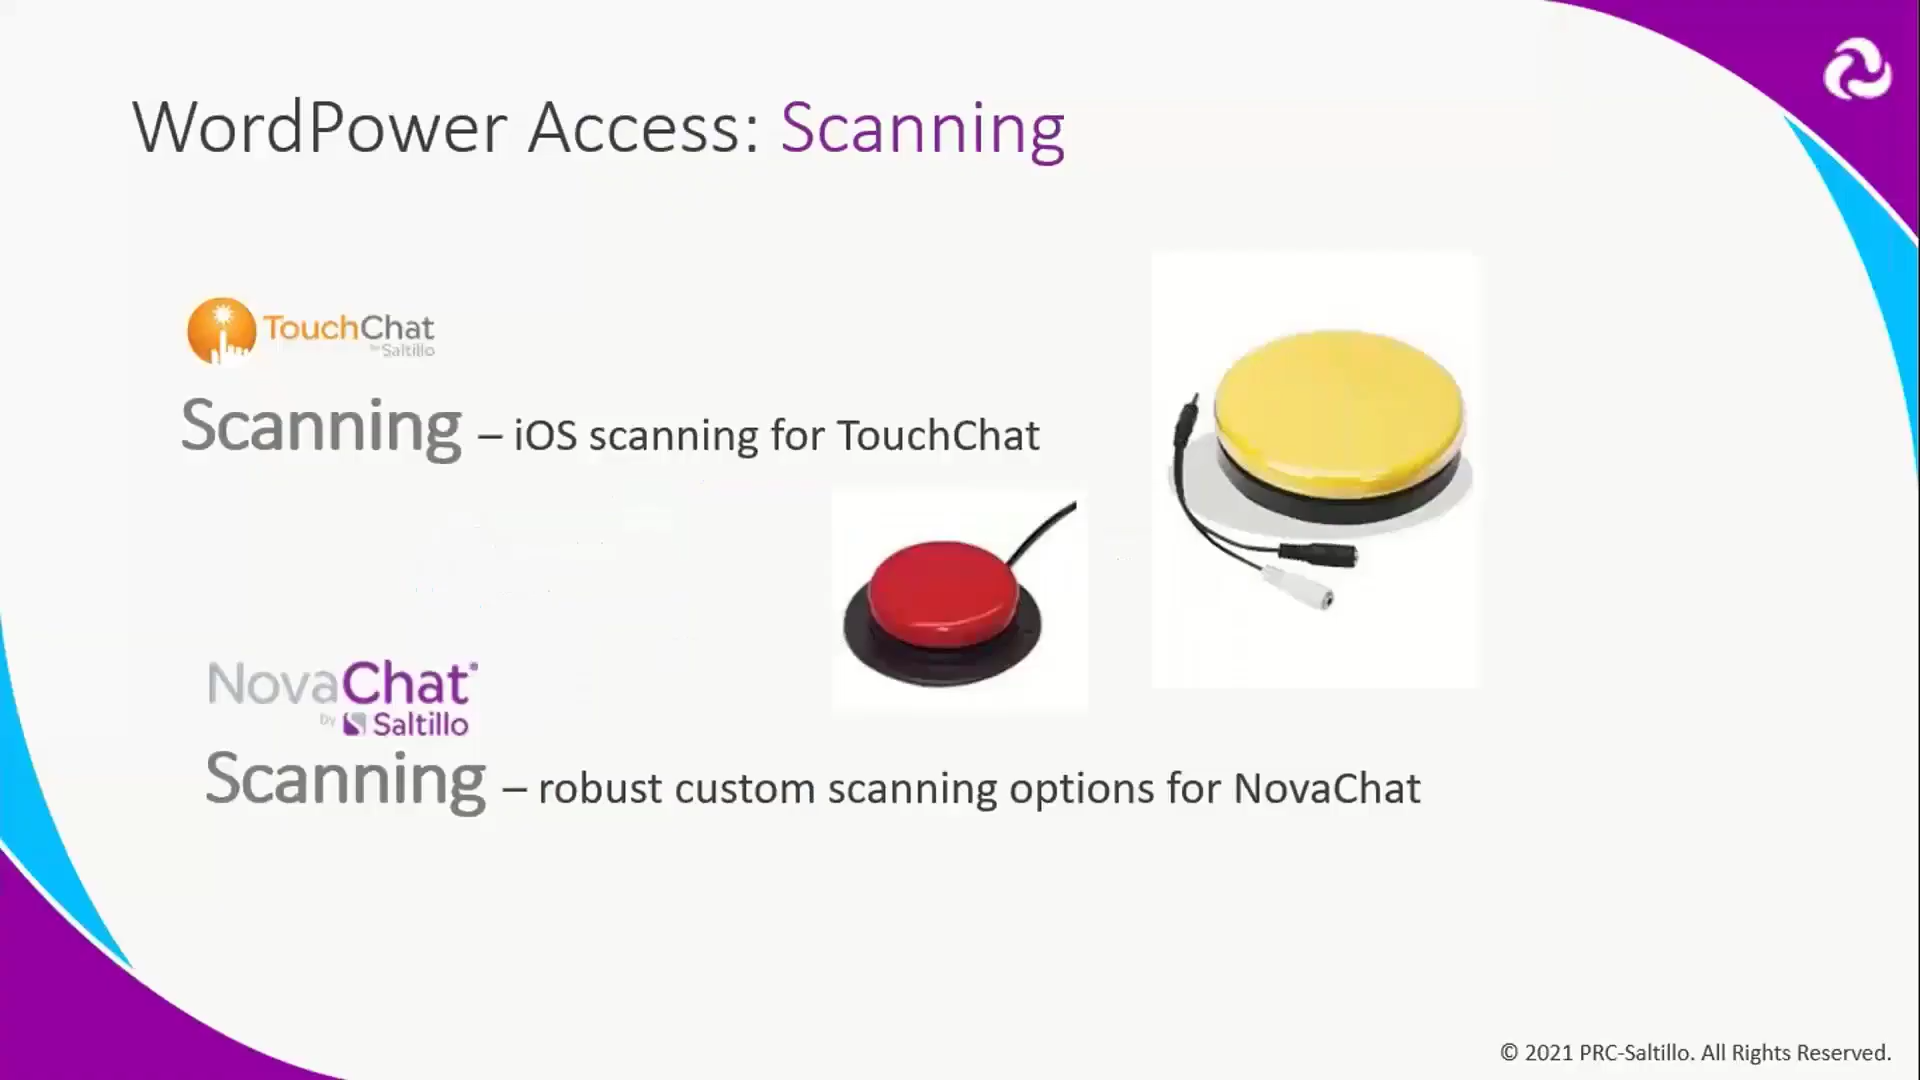 WordPower Access: Scanning
TouchChat
by Saltillo
Scanning – iOS scanning for TouchChat
NovaChat®
by Saltillo
Scanning – robust custom scanning options for NovaChat
© 2021 PRC-Saltillo. All Rights Reserved.